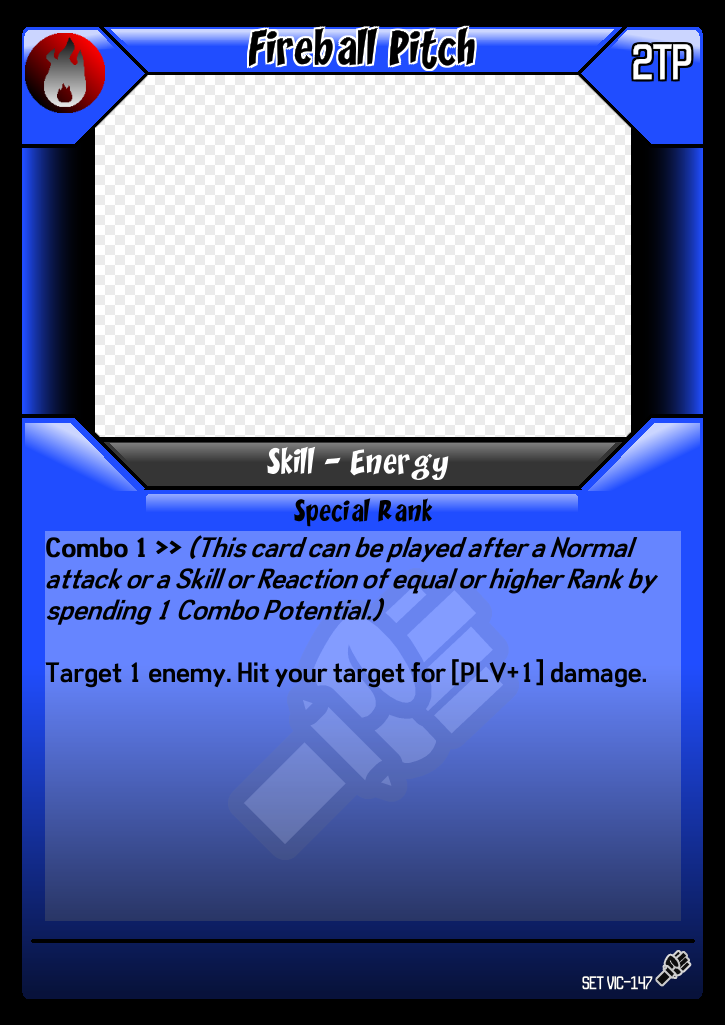 Fireball Pitch
2TP
Skill - Energy
Special Rank
Combo 1 >> (This card can be played after a Normal
attack or a Skill or Reaction of equal or higher Rank by
spending 1 Combo Potential.)
Target 1 enemy. Hit your target for [PLV+1] damage.
SET VIC-147